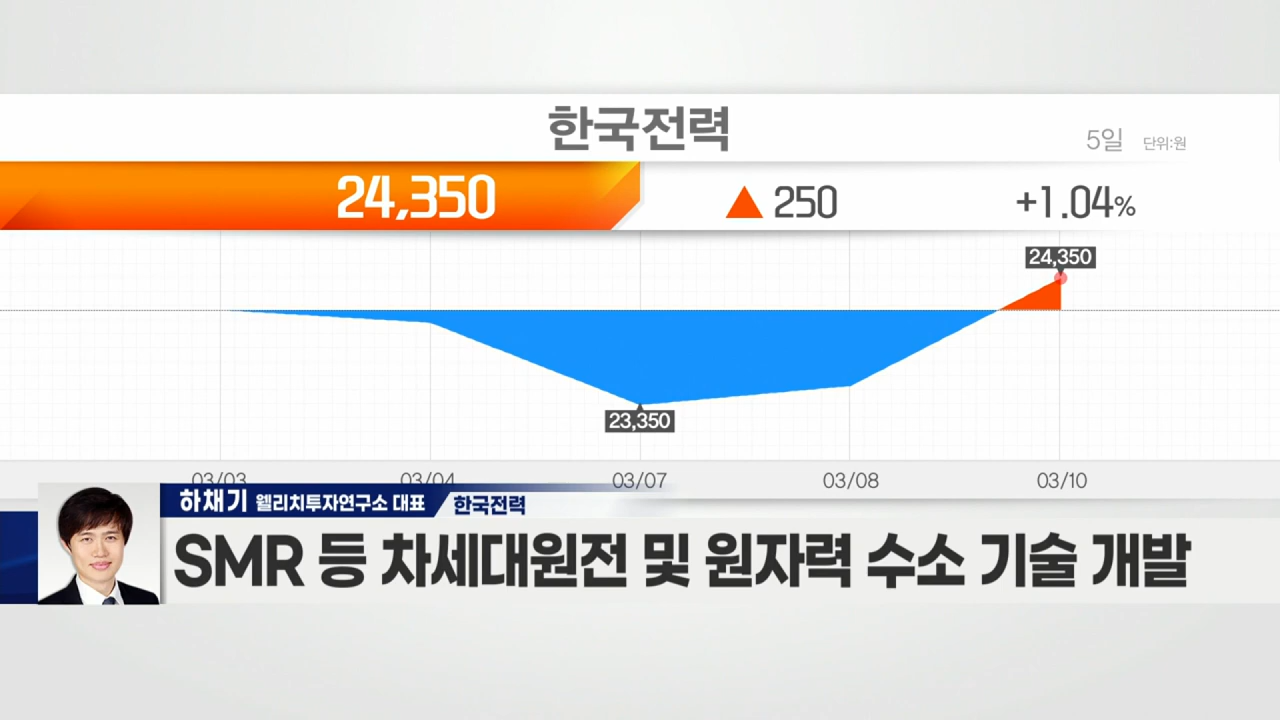 한국전력
5일 단위:원
24,350 ▲ 250 +1.04%
24,350
23,350
03/03 03/04 03/07 03/08 03/10
하채기 웰리치투자연구소 대표 한국전력
SMR 등 차세대원전 및 원자력 수소 기술 개발